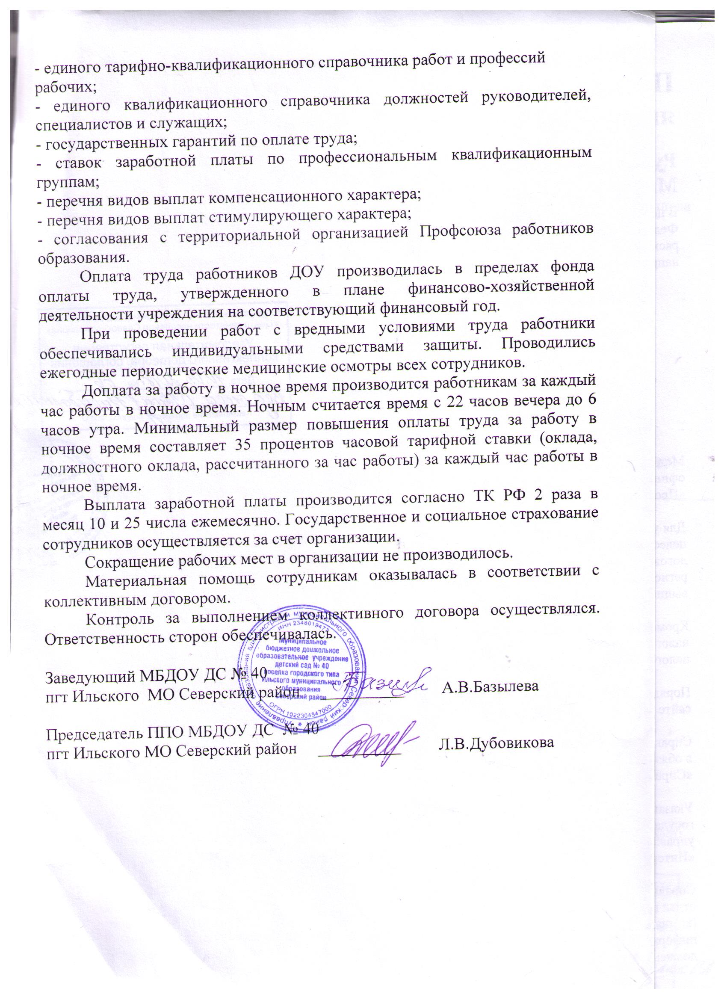 - единого тарифно-квалификационного справочника работ и профессий
рабочих;
- единого квалификационного справочника должностей руководителей,
специалистов и служащих;
- государственных гарантий по оплате труда;
- ставок заработной платы по профессиональным квалификационным
группам;
- перечня видов выплат компенсационного характера;
- перечня видов выплат стимулирующего характера;
- согласования с территориальной организацией Профсоюза работников
образования.
Оплата труда работников ДОУ производилась в пределах фонда
оплаты труда, утвержденного в плане финансово-хозяйственной
деятельности учреждения на соответствующий финансовый год.
При проведении работ с вредными условиями труда работники
обеспечивались индивидуальными средствами защиты. Проводились
ежегодные периодические медицинские осмотры всех сотрудников.
Доплата за работу в ночное время производится работникам за каждый
час работы в ночное время. Ночным считается время с 22 часов вечера до 6
часов утра. Минимальный размер повышения оплаты труда за работу в
ночное время составляет 35 процентов часовой тарифной ставки (оклада,
должностного оклада, рассчитанного за час работы) за каждый час работы в
ночное время.
Выплата заработной платы производится согласно ТК РФ 2 раза в
месяц 10 и 25 числа ежемесячно. Государственное и социальное страхование
сотрудников осуществляется за счет организации.
Сокращение рабочих мест в организации не производилось.
Материальная помощь сотрудникам оказывалась в соответствии с
коллективным договором.
Контроль за выполнением коллективного договора осуществлялся.
Ответственность сторон обеспечивалась.
Управление образования администрации муниципального образования Северский район *
ИНН 2348019477
Муниципальное
бюджетное дошкольное
образовательное учреждение
детский сад № 40
поселка городского типа
Ильского муниципального
образования
Северский район
ОГРН 1022304547000
Заведующий МБДОУ ДС № 40
пгт Ильского МО Северский район А.В.Базылева
Председатель ППО МБДОУ ДС № 40
пгт Ильского МО Северский район Л.В.Дубовикова